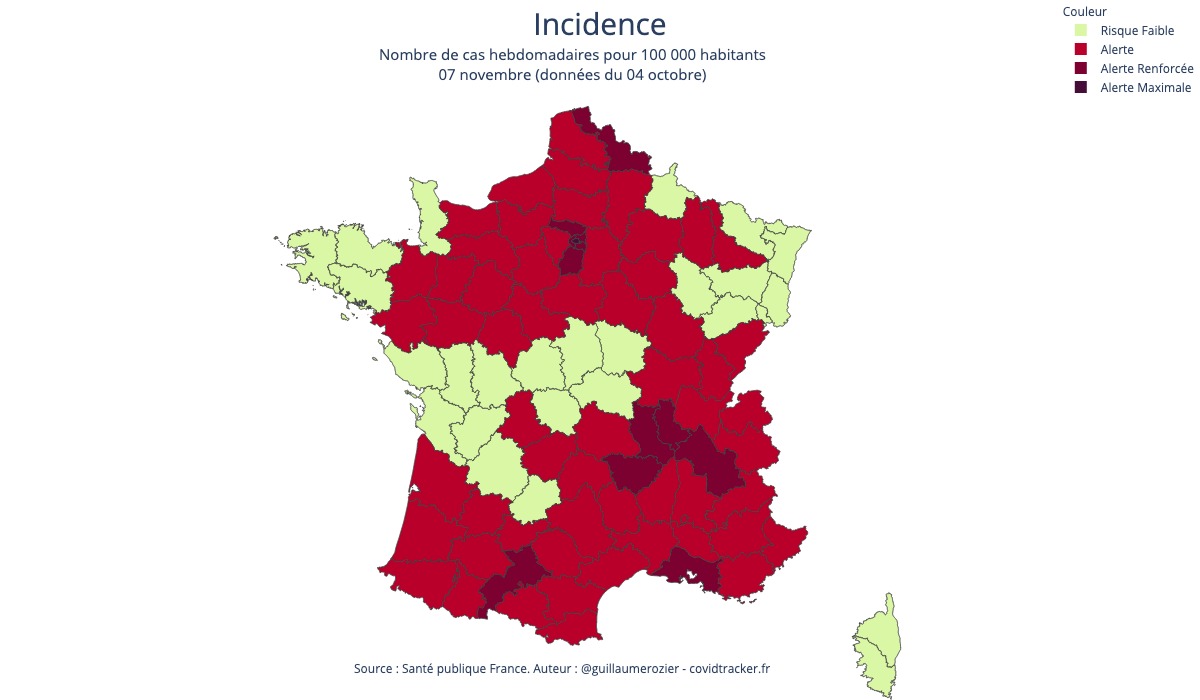 Incidence
Nombre de cas hebdomadaires pour 100 000 habitants
07 novembre (données du 04 octobre)
Couleur
Risque Faible
Alerte
Alerte Renforcée
Alerte Maximale
Source : Santé publique France. Auteur : @guillaumerozier - covidtracker.fr